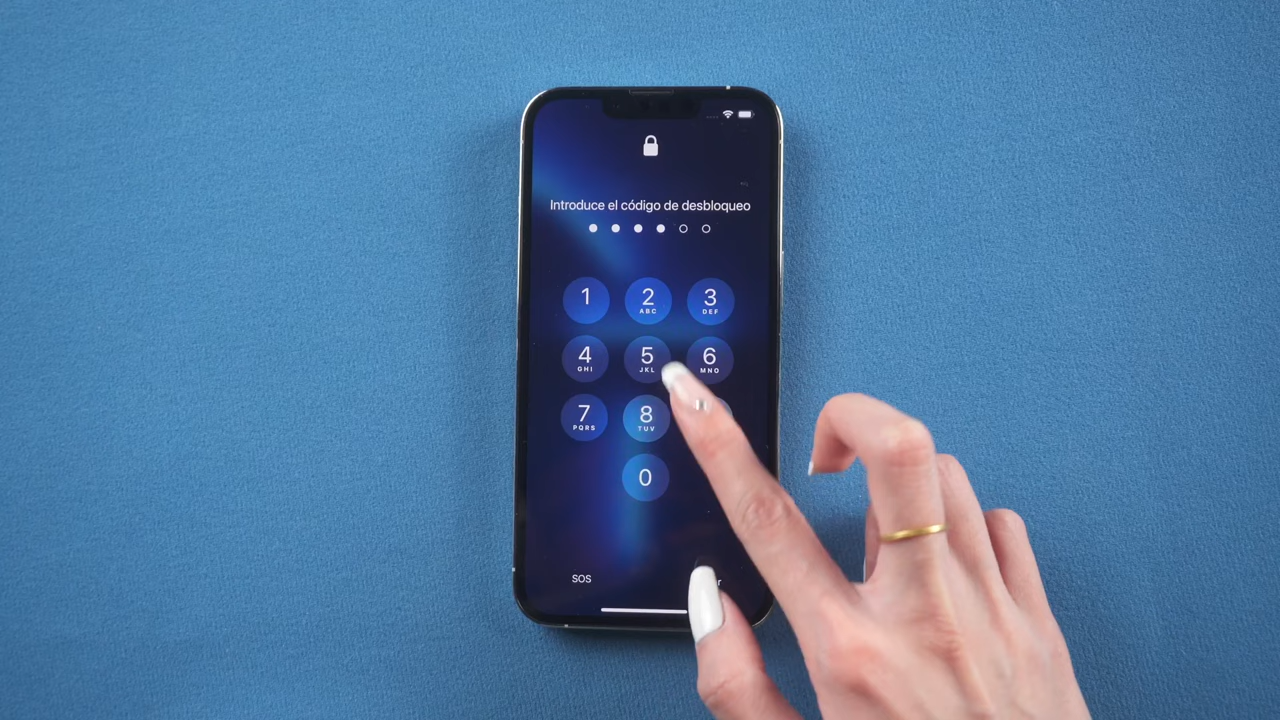 Introduce el código de desbloqueo
1 2 3
ABC DEF
4 5 6
GHI JKL MNO
7 8
PQRS TUV
0
SOS